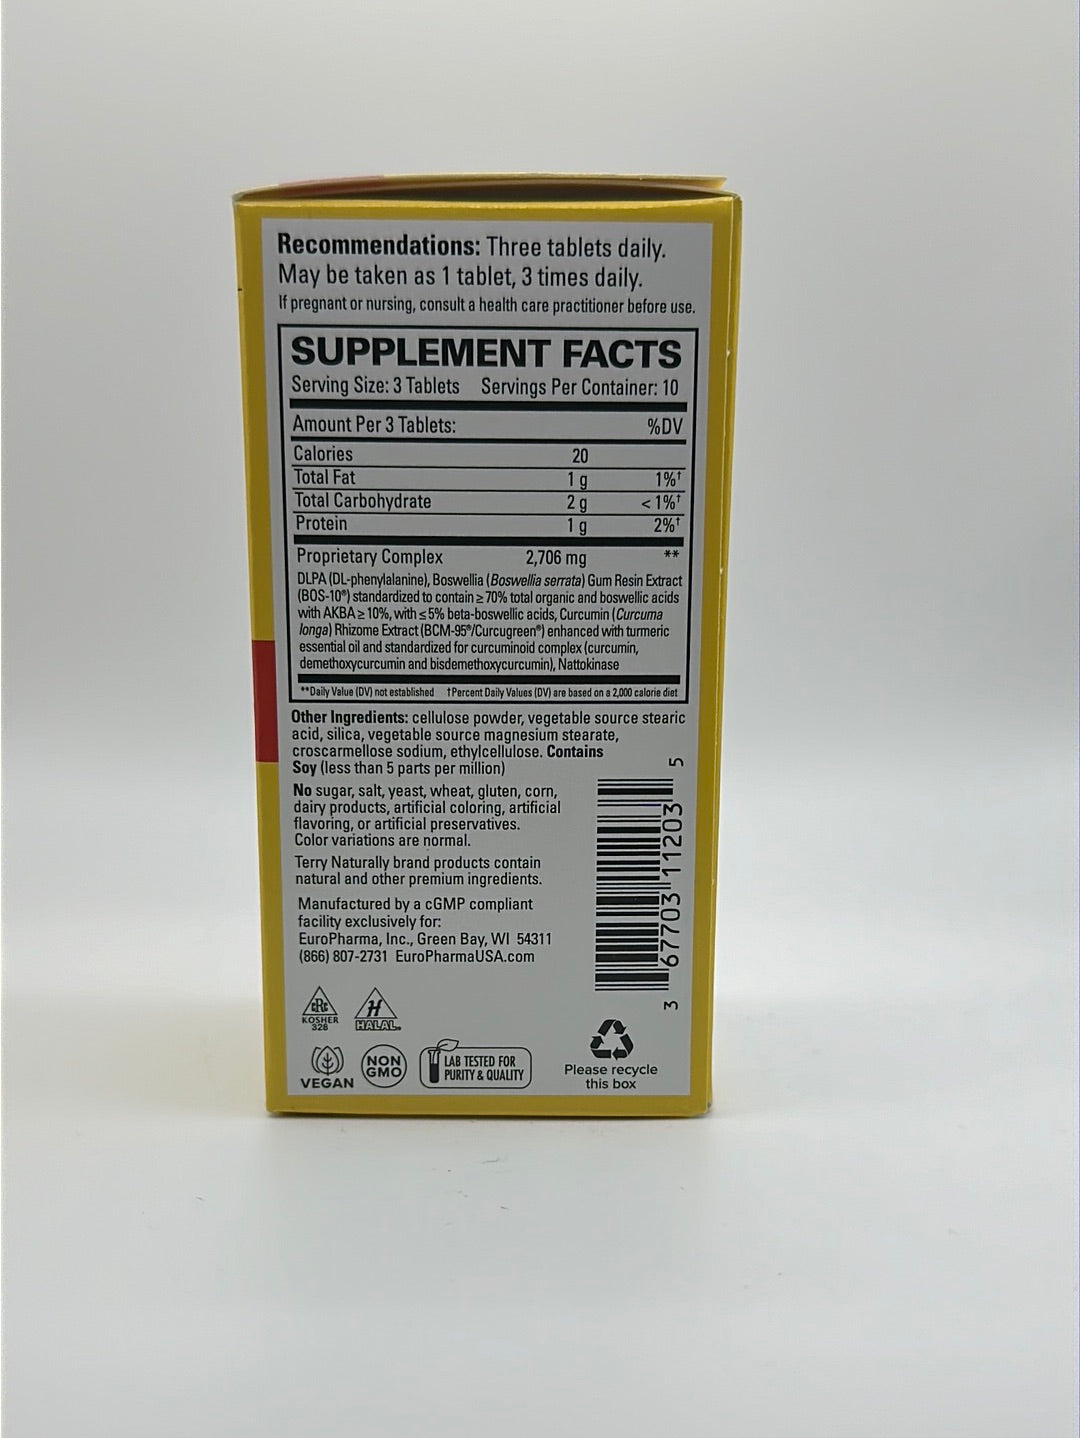 Recommendations: Three tablets daily.
May be taken as 1 tablet, 3 times daily.
If pregnant or nursing, consult a health care practitioner before use.
SUPPLEMENT FACTS
Serving Size: 3 Tablets Servings Per Container: 10
Amount Per 3 Tablets: %DV
Calories 20
Total Fat 1 g 1%†
Total Carbohydrate 2 g < 1%†
Protein 1 g 2%†
Proprietary Complex 2,706 mg **
DLPA (DL-phenylalanine), Boswellia (Boswellia serrata) Gum Resin Extract
(BOS-10®) standardized to contain ≥ 70% total organic and boswellic acids
with AKBA ≥ 10%, with ≤ 5% beta-boswellic acids, Curcumin (Curcuma
longa) Rhizome Extract (BCM-95®/Curcugreen®) enhanced with turmeric
essential oil and standardized for curcuminoid complex (curcumin,
demethoxycurcumin and bisdemethoxycurcumin), Nattokinase
**Daily Value (DV) not established †Percent Daily Values (DV) are based on a 2,000 calorie diet
Other Ingredients: cellulose powder, vegetable source stearic
acid, silica, vegetable source magnesium stearate,
croscarmellose sodium, ethylcellulose. Contains
Soy (less than 5 parts per million)
No sugar, salt, yeast, wheat, gluten, corn,
dairy products, artificial coloring, artificial
flavoring, or artificial preservatives.
Color variations are normal.
Terry Naturally brand products contain
natural and other premium ingredients.
Manufactured by a cGMP compliant
facility exclusively for:
EuroPharma, Inc., Green Bay, WI 54311
(866) 807-2731 EuroPharmaUSA.com
3 67703 11203 5
cRc
KOSHER
328
H
HALAL
VEGAN
NON
GMO
LAB TESTED FOR
PURITY & QUALITY
Please recycle
this box